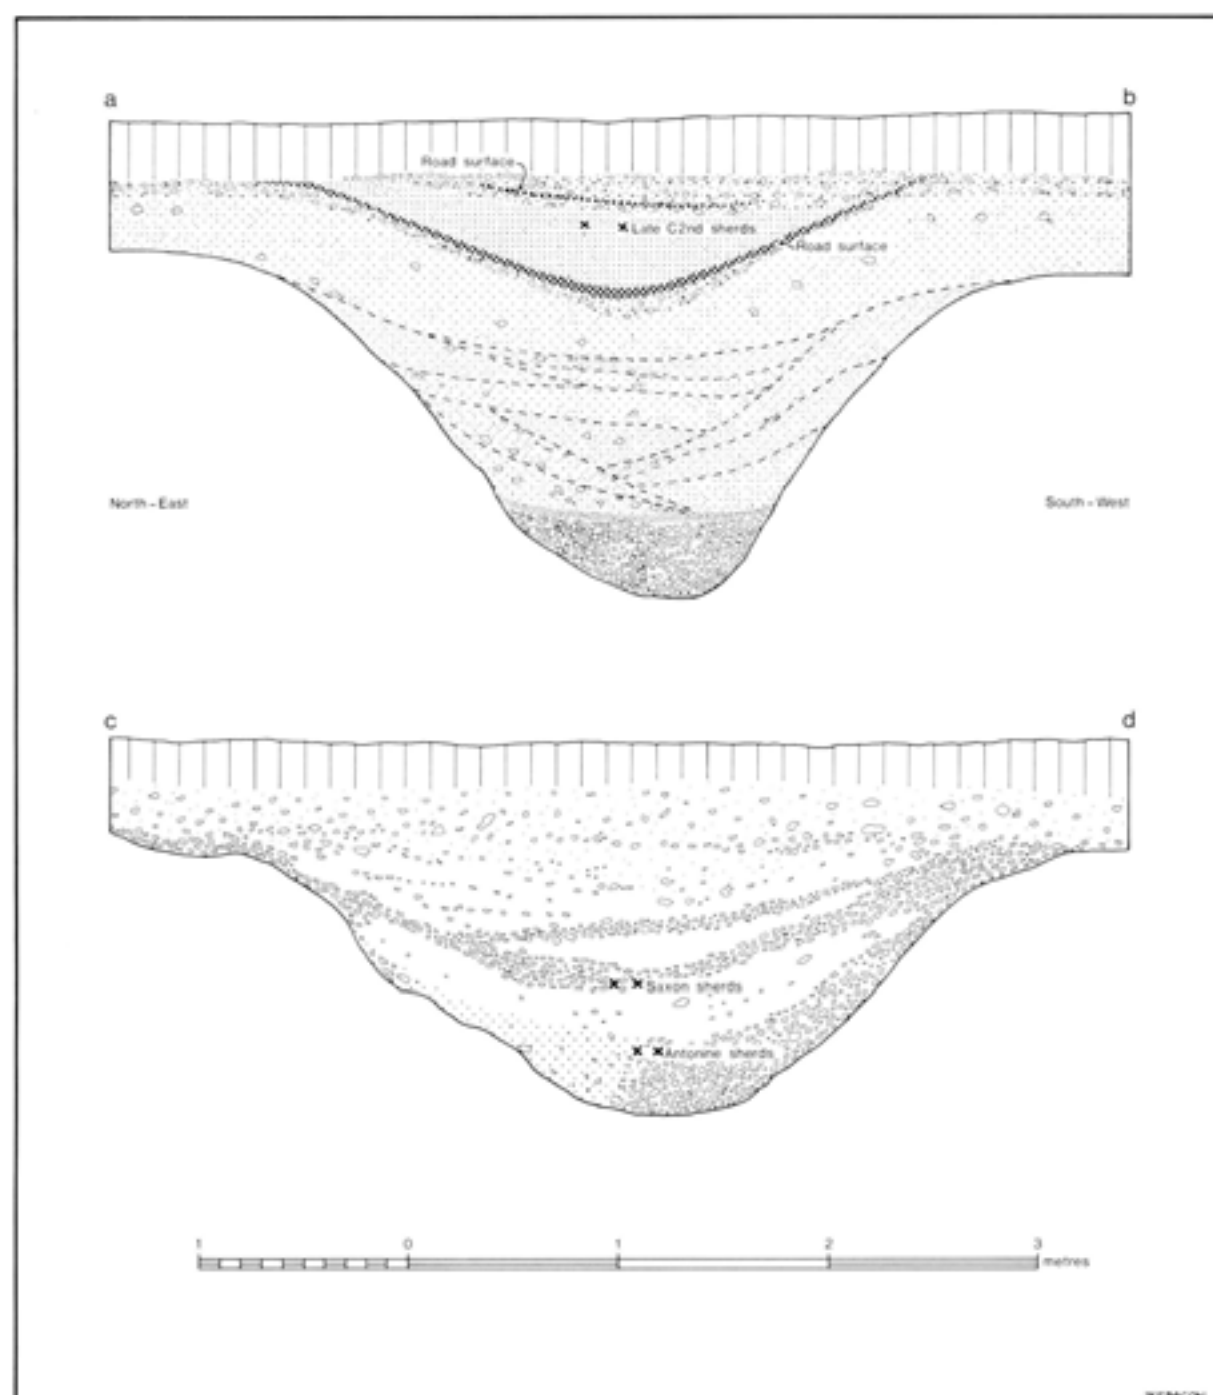 a
b
Road surface
Late C2nd sherds
Road surface
North-East
South-West
c
d
Saxon sherds
Antonine sherds
1 0 1 2 3
metres